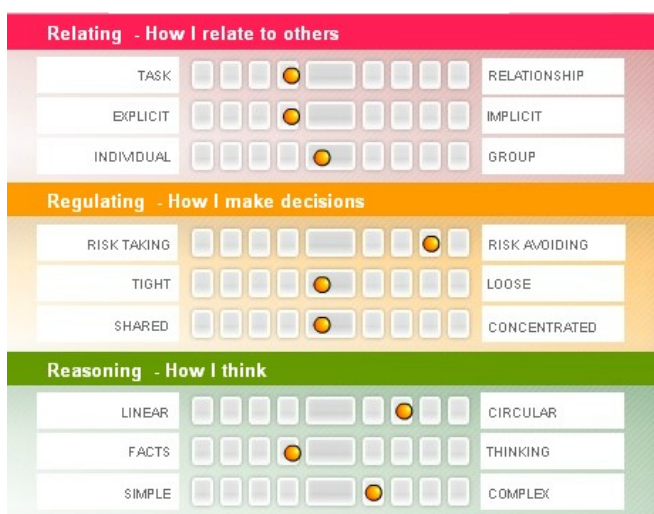 Relating - How I relate to others
TASK RELATIONSHIP
EXPLICIT IMPLICIT
INDIVIDUAL GROUP
Regulating - How I make decisions
RISK TAKING RISK AVOIDING
TIGHT LOOSE
SHARED CONCENTRATED
Reasoning - How I think
LINEAR CIRCULAR
FACTS THINKING
SIMPLE COMPLEX